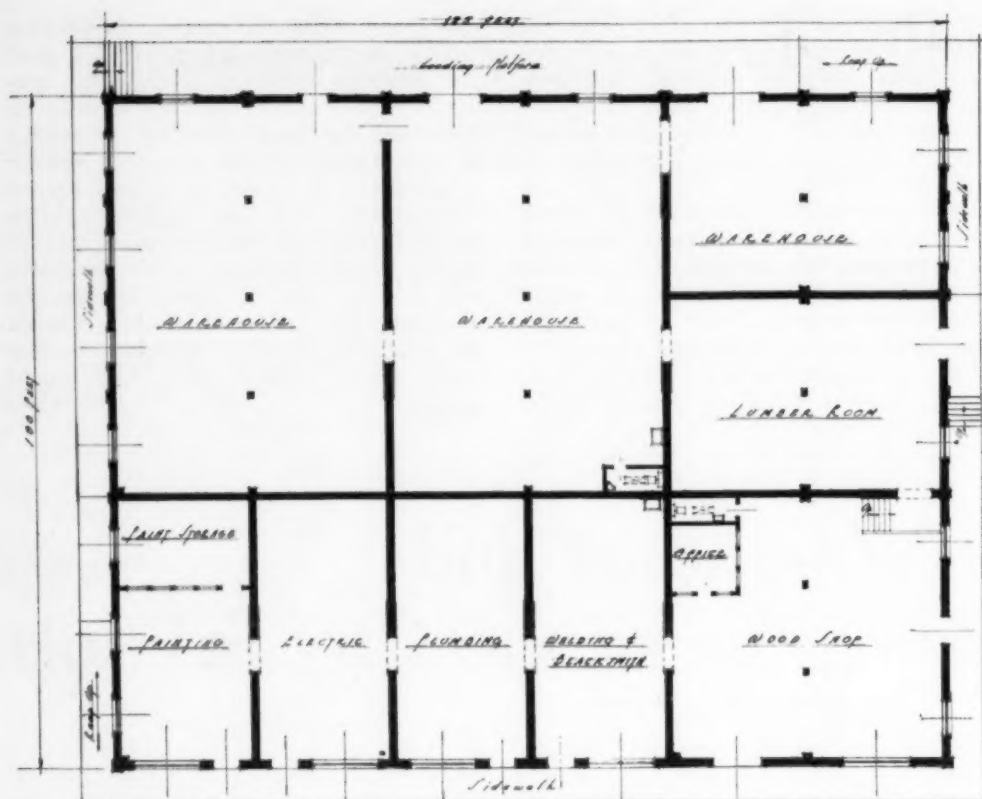 Loading Platform
Ramp Up
Sidewalk
Sidewalk
WAREHOUSE
WAREHOUSE
WAREHOUSE
100 FEET
LUMBER ROOM
Up
PAINT STORAGE
OFFICE
PAINTING
ELECTRIC
PLUMBING
WELDING &
BLACKSMITH
WOOD SHOP
Ramp Up
Sidewalk